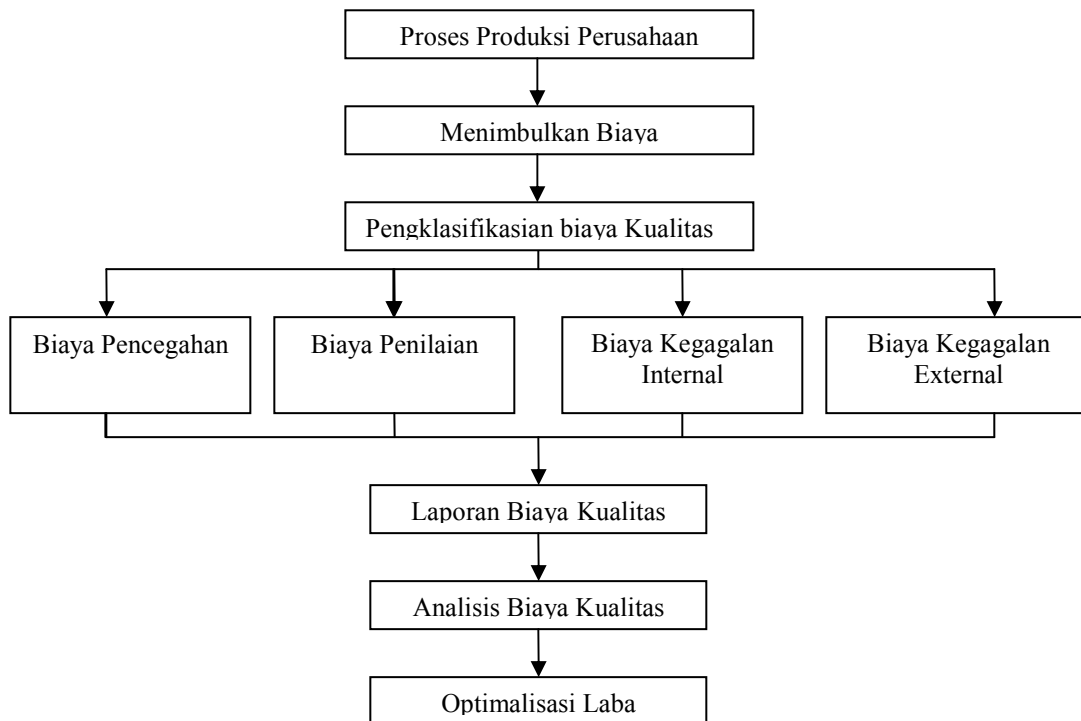 Proses Produksi Perusahaan
Menimbulkan Biaya
Pengklasifikasian biaya Kualitas
Biaya Pencegahan
Biaya Penilaian
Biaya Kegagalan
Internal
Biaya Kegagalan
External
Laporan Biaya Kualitas
Analisis Biaya Kualitas
Optimalisasi Laba